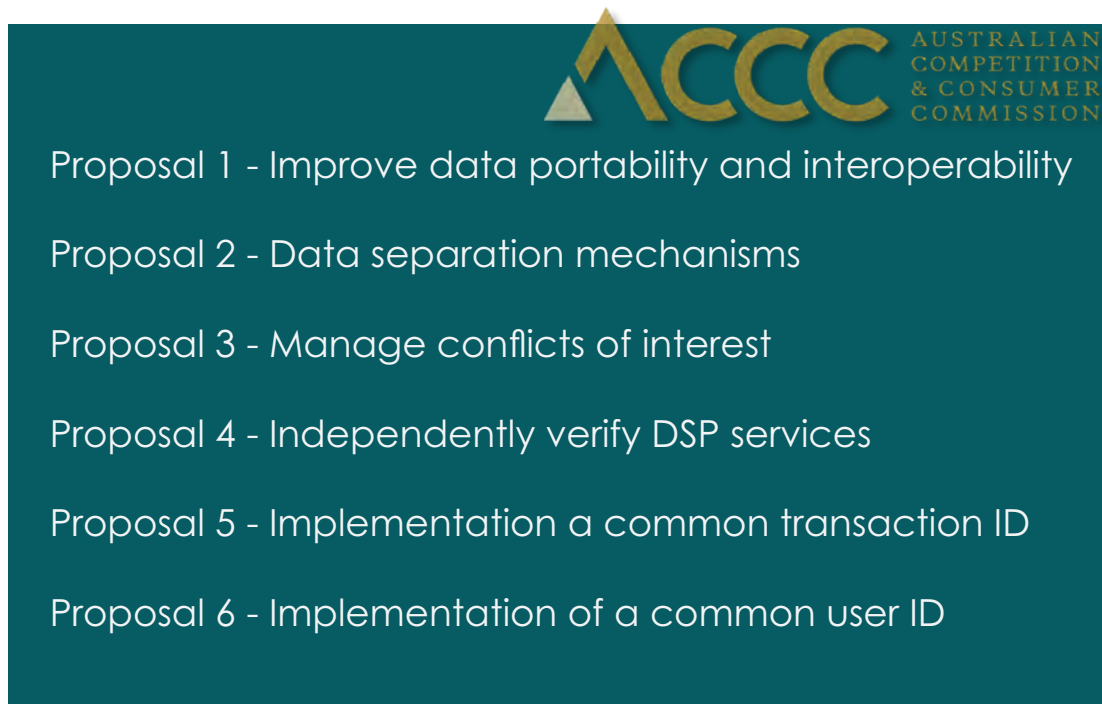 ACCC
AUSTRALIAN
COMPETITION
& CONSUMER
COMMISSION
Proposal 1 - Improve data portability and interoperability
Proposal 2 - Data separation mechanisms
Proposal 3 - Manage conflicts of interest
Proposal 4 - Independently verify DSP services
Proposal 5 - Implementation a common transaction ID
Proposal 6 - Implementation of a common user ID